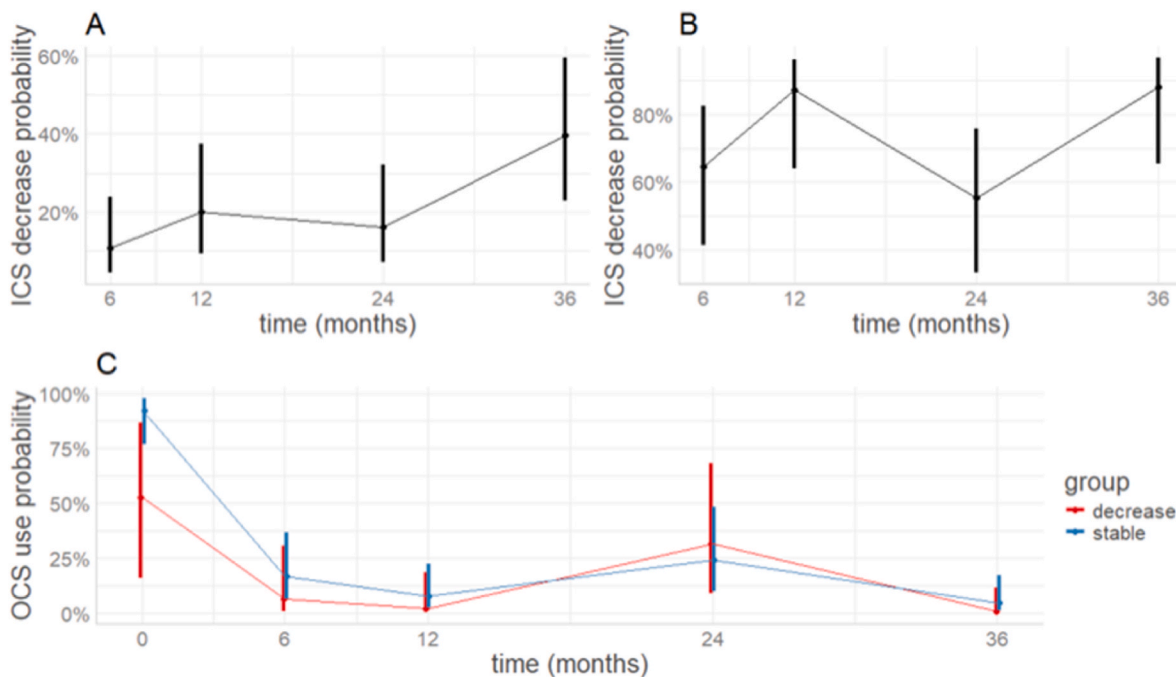 A
ICS decrease probability
60%
40%
20%
6 12 24 36
time (months)
B
ICS decrease probability
80%
60%
40%
6 12 24 36
time (months)
C
OCS use probability
100%
75%
50%
25%
0%
0 6 12 24 36
time (months)
group
decrease
stable